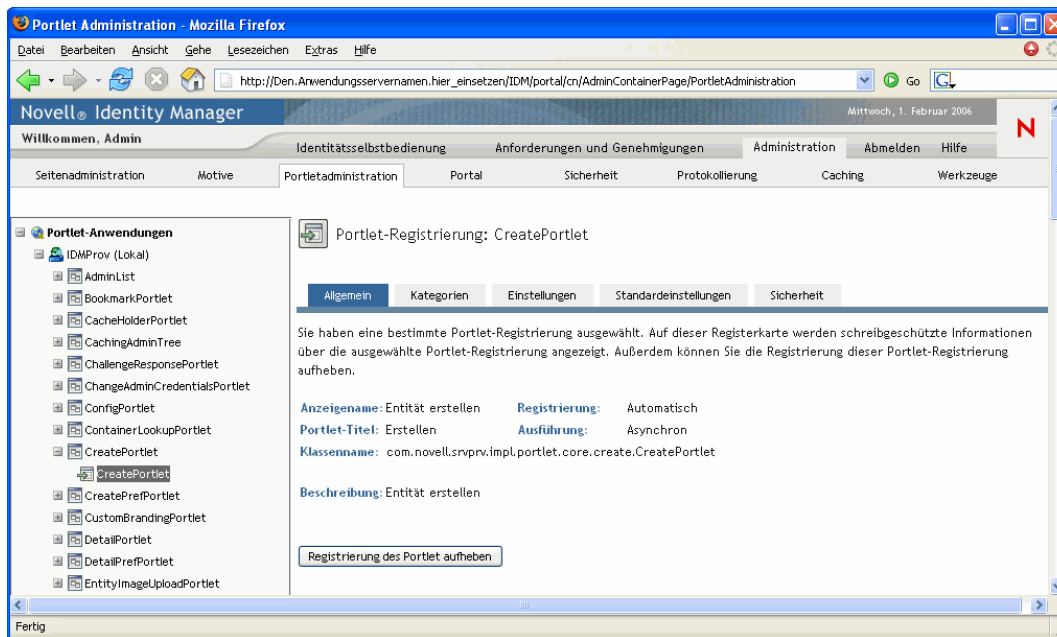 Portlet Administration - Mozilla Firefox
Datei Bearbeiten Ansicht Gehe Lesezeichen Extras Hilfe
http://Den.Anwendungsservernamen.hier_einsetzen/IDM/portal/cn/AdminContainerPage/PortletAdministration Go G
Novell® Identity Manager Mittwoch, 1. Februar 2006 N
Willkommen, Admin
Identitätsselbstbedienung Anforderungen und Genehmigungen Administration Abmelden Hilfe
Seitenadministration Motive Portletadministration Portal Sicherheit Protokollierung Caching Werkzeuge
Portlet-Anwendungen
IDMProv (Lokal)
AdminList
BookmarkPortlet
CacheHolderPortlet
CachingAdminTree
ChallengeResponsePortlet
ChangeAdminCredentialsPortlet
ConfigPortlet
ContainerLookupPortlet
CreatePortlet
CreatePortlet
CreatePrefPortlet
CustomBrandingPortlet
DetailPortlet
DetailPrefPortlet
EntityImageUploadPortlet
Portlet-Registrierung: CreatePortlet
Allgemein Kategorien Einstellungen Standardeinstellungen Sicherheit
Sie haben eine bestimmte Portlet-Registrierung ausgewählt. Auf dieser Registerkarte werden schreibgeschützte Informationen
über die ausgewählte Portlet-Registrierung angezeigt. Außerdem können Sie die Registrierung dieser Portlet-Registrierung
aufheben.
Anzeigename: Entität erstellen Registrierung: Automatisch
Portlet-Titel: Erstellen Ausführung: Asynchron
Klassenname: com.novell.srvprv.impl.portlet.core.create.CreatePortlet
Beschreibung: Entität erstellen
Registrierung des Portlet aufheben
Fertig